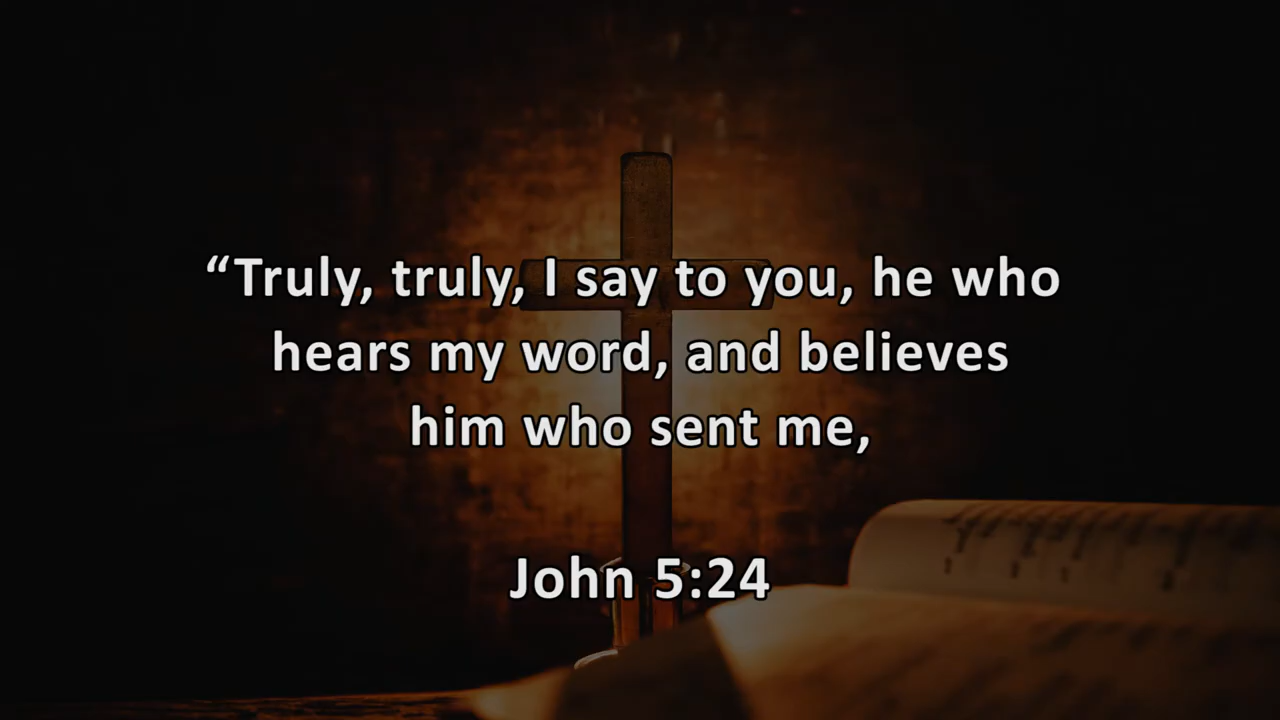 “Truly, truly, I say to you, he who
hears my word, and believes
him who sent me,
John 5:24